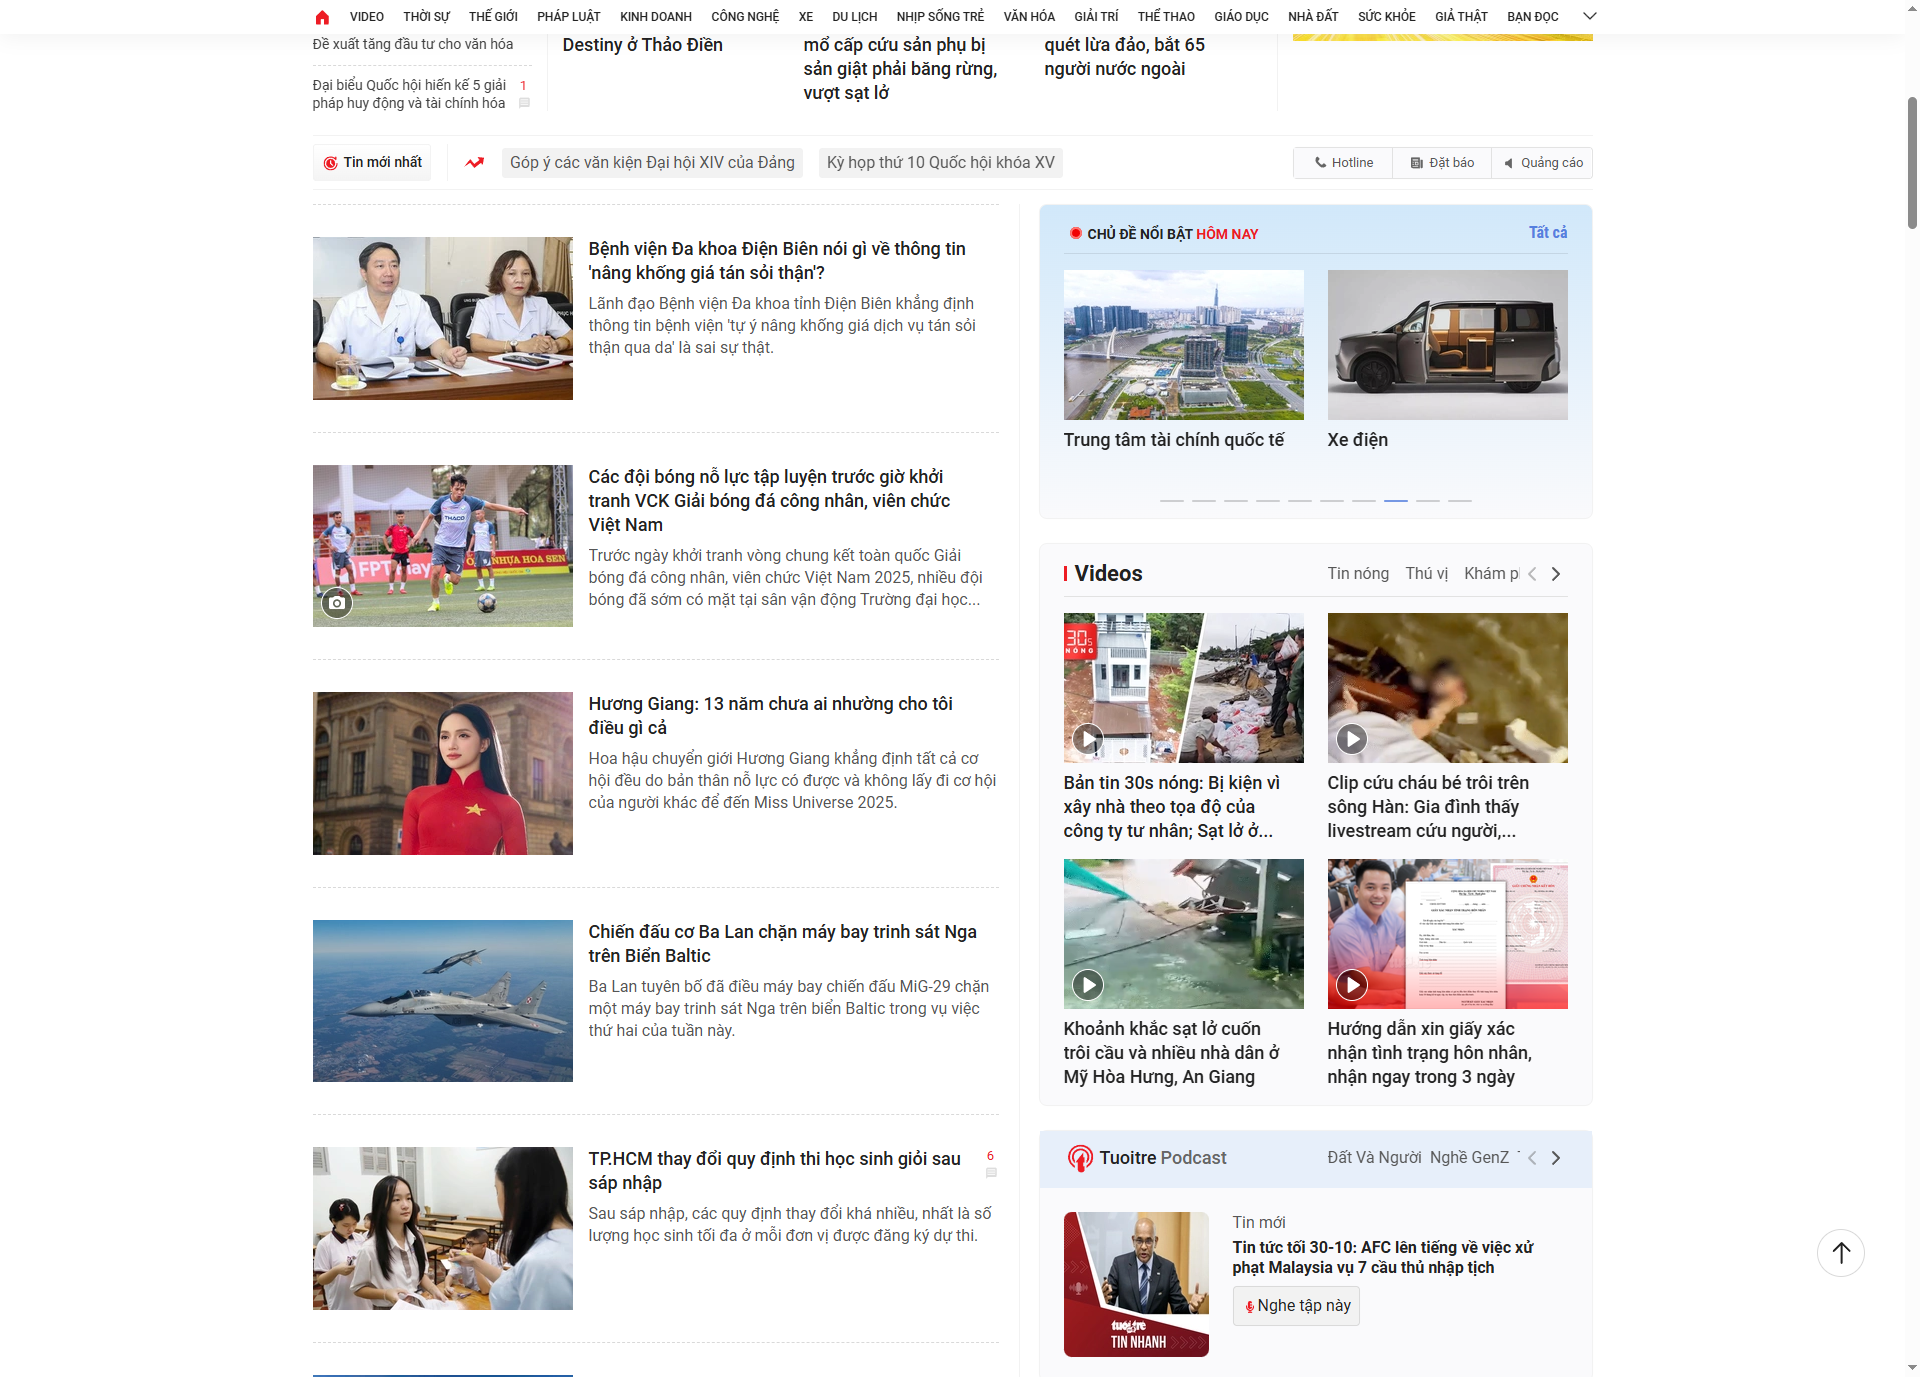 VIDEO THỜI SỰ THẾ GIỚI PHÁP LUẬT KINH DOANH CÔNG NGHỆ XE DU LỊCH NHỊP SỐNG TRẺ VĂN HÓA GIẢI TRÍ THỂ THAO GIÁO DỤC NHÀ ĐẤT SỨC KHỎE GIẢ THẬT BẠN ĐỌC
Đề xuất tăng đầu tư cho văn hóa
Đại biểu Quốc hội hiến kế 5 giải 1
pháp huy động và tài chính hóa
Destiny ở Thảo Điền
mổ cấp cứu sản phụ bị
sản giật phải băng rừng,
vượt sạt lở
quét lừa đảo, bắt 65
người nước ngoài
Tin mới nhất
Góp ý các văn kiện Đại hội XIV của Đảng
Kỳ họp thứ 10 Quốc hội khóa XV
Hotline
Đặt báo
Quảng cáo
Bệnh viện Đa khoa Điện Biên nói gì về thông tin
'nâng khống giá tán sỏi thận'?
Lãnh đạo Bệnh viện Đa khoa tỉnh Điện Biên khẳng định
thông tin bệnh viện 'tự ý nâng khống giá dịch vụ tán sỏi
thận qua da' là sai sự thật.
THACO
FPT Play
ỐNG NHỰA HOA SEN
Các đội bóng nỗ lực tập luyện trước giờ khởi
tranh VCK Giải bóng đá công nhân, viên chức
Việt Nam
Trước ngày khởi tranh vòng chung kết toàn quốc Giải
bóng đá công nhân, viên chức Việt Nam 2025, nhiều đội
bóng đã sớm có mặt tại sân vận động Trường đại học...
Hương Giang: 13 năm chưa ai nhường cho tôi
điều gì cả
Hoa hậu chuyển giới Hương Giang khẳng định tất cả cơ
hội đều do bản thân nỗ lực có được và không lấy đi cơ hội
của người khác để đến Miss Universe 2025.
Chiến đấu cơ Ba Lan chặn máy bay trinh sát Nga
trên Biển Baltic
Ba Lan tuyên bố đã điều máy bay chiến đấu MiG-29 chặn
một máy bay trinh sát Nga trên biển Baltic trong vụ việc
thứ hai của tuần này.
TP.HCM thay đổi quy định thi học sinh giỏi sau 6
sáp nhập
Sau sáp nhập, các quy định thay đổi khá nhiều, nhất là số
lượng học sinh tối đa ở mỗi đơn vị được đăng ký dự thi.
CHỦ ĐỀ NỔI BẬT HÔM NAY
Tất cả
Trung tâm tài chính quốc tế
Xe điện
Videos
Tin nóng Thú vị Khám p
30s
NÓNG
Bản tin 30s nóng: Bị kiện vì
xây nhà theo tọa độ của
công ty tư nhân; Sạt lở ở...
Clip cứu cháu bé trôi trên
sông Hàn: Gia đình thấy
livestream cứu người,...
Khoảnh khắc sạt lở cuốn
trôi cầu và nhiều nhà dân ở
Mỹ Hòa Hưng, An Giang
Hướng dẫn xin giấy xác
nhận tình trạng hôn nhân,
nhận ngay trong 3 ngày
Tuoitre Podcast
Đất Và Người Nghề GenZ
tuổi trẻ
TIN NHANH
Tin mới
Tin tức tối 30-10: AFC lên tiếng về việc xử
phạt Malaysia vụ 7 cầu thủ nhập tịch
Nghe tập này